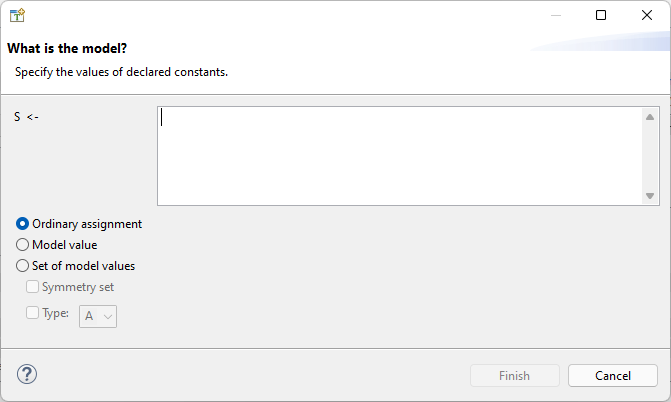 What is the model?
Specify the values of declared constants.
S <-
Ordinary assignment
Model value
Set of model values
Symmetry set
Type: A
? Finish Cancel